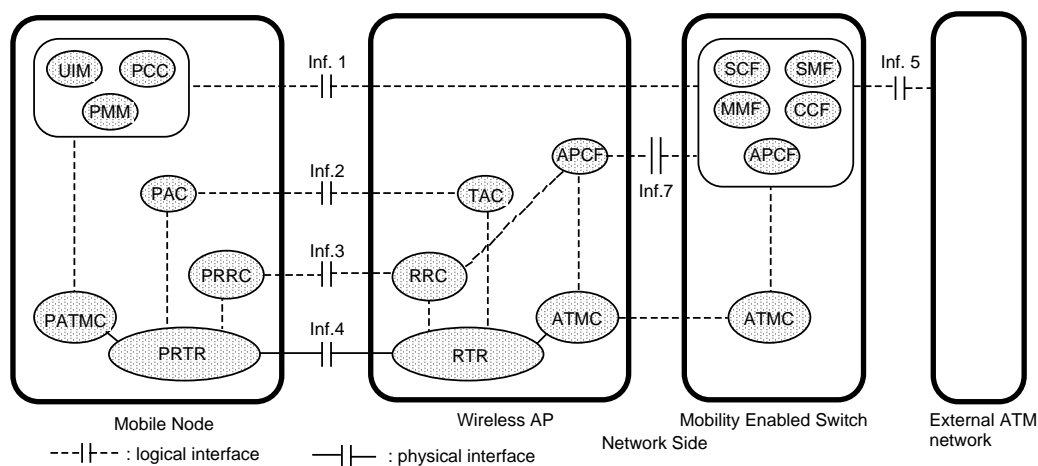 Inf. 1
Inf. 5
UIM
PCC
PMM
SCF
SMF
MMF
CCF
APCF
APCF
Inf.2
Inf.7
PAC
TAC
Inf.3
PRRC
RRC
PATMC
ATMC
ATMC
Inf.4
PRTR
RTR
Mobile Node
Wireless AP
Mobility Enabled Switch
External ATM
network
Network Side
: logical interface
: physical interface